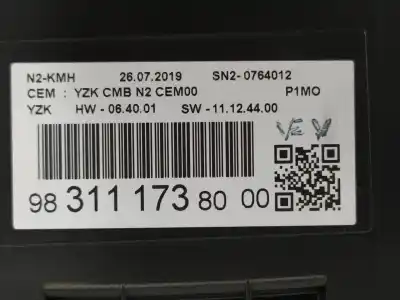 N2-KMH 26.07.2019 SN2- 0764012
CEM : YZK CMB N2 CEM00 P1MO
YZK HW - 06.40.01 SW - 11.12.44.00
98 311 173 80 00